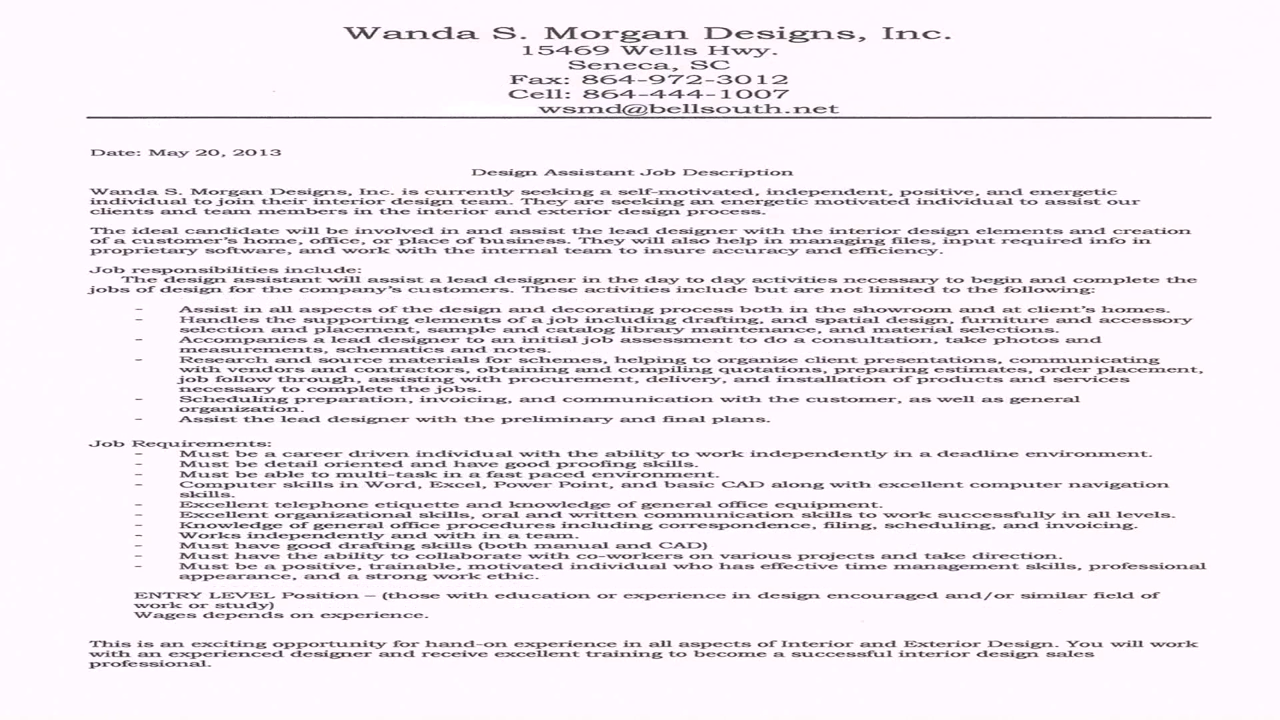 Wanda S. Morgan Designs, Inc.
15469 Wells Hwy.
Seneca, SC
Fax: 864-972-3012
Cell: 864-444-1007
wsmd@bellsouth.net
Date: May 20, 2013
Design Assistant Job Description
Wanda S. Morgan Designs, Inc. is currently seeking a self-motivated, independent, positive, and energetic
individual to join their interior design team. They are seeking an energetic motivated individual to assist our
clients and team members in the interior and exterior design process.
The ideal candidate will be involved in and assist the lead designer with the interior design elements and creation
of a customer's home, office, or place of business. They will also help in managing files, input required info in
proprietary software, and work with the internal team to insure accuracy and efficiency.
Job responsibilities include:
The design assistant will assist a lead designer in the day to day activities necessary to begin and complete the
jobs of design for the company's customers. These activities include but are not limited to the following:
- Assist in all aspects of the design and decorating process both in the showroom and at client's homes.
- Handles the supporting elements of a job including drafting, and spatial design, furniture and accessory
selection and placement, sample and catalog library maintenance, and material selections.
- Accompanies a lead designer to an initial job assessment to do a consultation, take photos and
measurements, schematics and notes.
- Research and source materials for schemes, helping to organize client presentations, communicating
with vendors and contractors, obtaining and compiling quotations, preparing estimates, order placement,
job follow through, assisting with procurement, delivery, and installation of products and services
necessary to complete the jobs.
- Scheduling preparation, invoicing, and communication with the customer, as well as general
organization.
- Assist the lead designer with the preliminary and final plans.
Job Requirements:
- Must be a career driven individual with the ability to work independently in a deadline environment.
- Must be detail oriented and have good proofing skills.
- Must be able to multi-task in a fast paced environment.
- Computer skills in Word, Excel, Power Point, and basic CAD along with excellent computer navigation
skills.
- Excellent telephone etiquette and knowledge of general office equipment.
- Excellent organizational skills, oral and written communication skills to work successfully in all levels.
- Knowledge of general office procedures including correspondence, filing, scheduling, and invoicing.
- Works independently and with in a team.
- Must have good drafting skills (both manual and CAD)
- Must have the ability to collaborate with co-workers on various projects and take direction.
- Must be a positive, trainable, motivated individual who has effective time management skills, professional
appearance, and a strong work ethic.
ENTRY LEVEL Position – (those with education or experience in design encouraged and/or similar field of
work or study)
Wages depends on experience.
This is an exciting opportunity for hand-on experience in all aspects of Interior and Exterior Design. You will work
with an experienced designer and receive excellent training to become a successful interior design sales
professional.